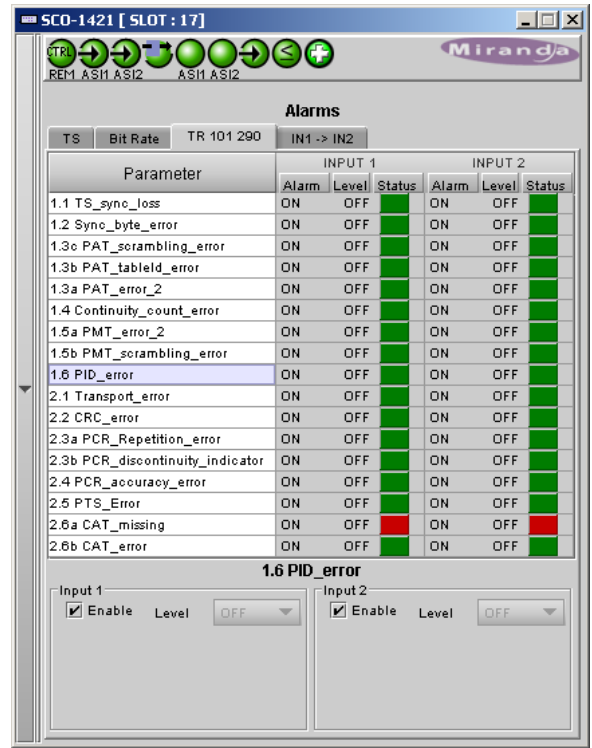 SCO-1421 [ SLOT : 17]
CTRL
REM ASI1 ASI2 ASI1 ASI2
Miranda
Alarms
TS Bit Rate TR 101 290 IN1 -> IN2
Parameter INPUT 1 INPUT 2
Alarm Level Status Alarm Level Status
1.1 TS_sync_loss ON OFF ON OFF
1.2 Sync_byte_error ON OFF ON OFF
1.3c PAT_scrambling_error ON OFF ON OFF
1.3b PAT_tableId_error ON OFF ON OFF
1.3a PAT_error_2 ON OFF ON OFF
1.4 Continuity_count_error ON OFF ON OFF
1.5a PMT_error_2 ON OFF ON OFF
1.5b PMT_scrambling_error ON OFF ON OFF
1.6 PID_error ON OFF ON OFF
2.1 Transport_error ON OFF ON OFF
2.2 CRC_error ON OFF ON OFF
2.3a PCR_Repetition_error ON OFF ON OFF
2.3b PCR_discontinuity_indicator ON OFF ON OFF
2.4 PCR_accuracy_error ON OFF ON OFF
2.5 PTS_Error ON OFF ON OFF
2.6a CAT_missing ON OFF ON OFF
2.6b CAT_error ON OFF ON OFF
1.6 PID_error
Input 1 Input 2
Enable Level OFF Enable Level OFF